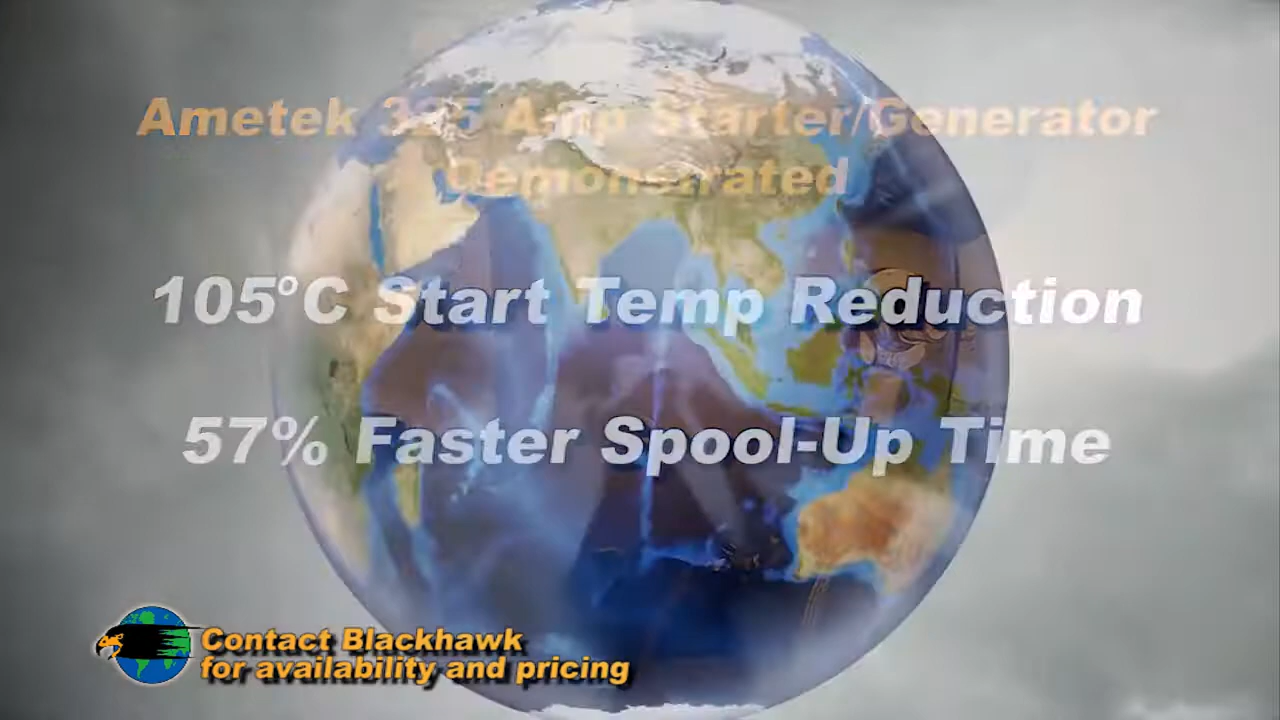 Ametek 325 Amp Starter/Generator
Demonstrated
105°C Start Temp Reduction
57% Faster Spool-Up Time
Contact Blackhawk
for availability and pricing